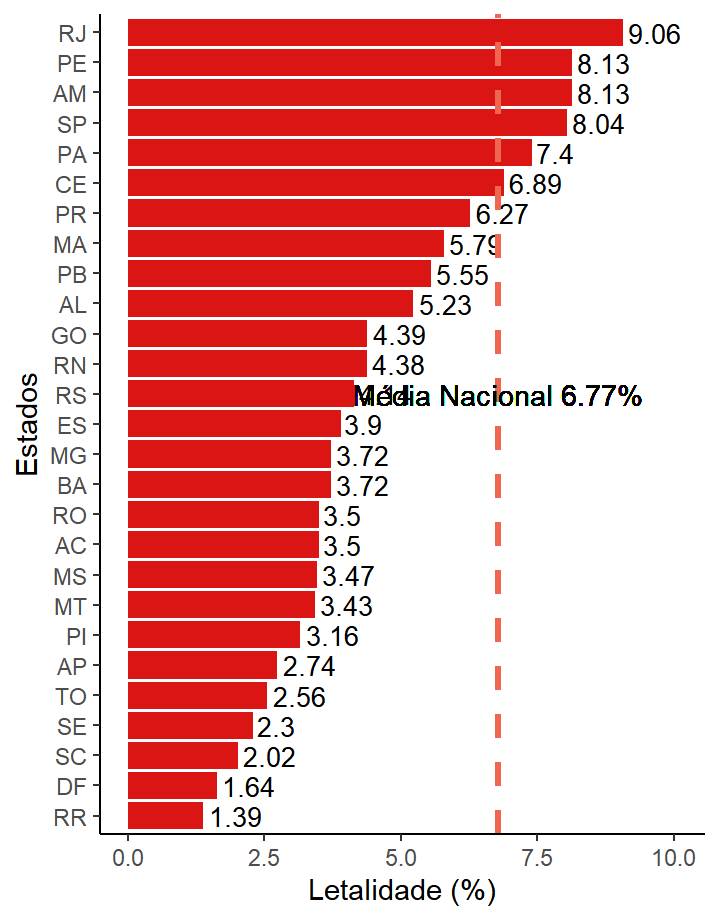 RJ 9.06
PE 8.13
AM 8.13
SP 8.04
PA 7.4
CE 6.89
PR 6.27
MA 5.79
PB 5.55
AL 5.23
GO 4.39
RN 4.38
RS 4.14 Média Nacional 6.77%
ES 3.9
MG 3.72
BA 3.72
RO 3.5
AC 3.5
MS 3.47
MT 3.43
PI 3.16
AP 2.74
TO 2.56
SE 2.3
SC 2.02
DF 1.64
RR 1.39
Estados
0.0 2.5 5.0 7.5 10.0
Letalidade (%)